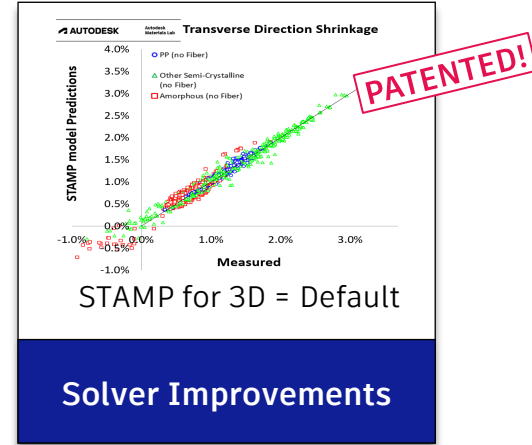 AUTODESK
Autodesk
Materials Lab
Transverse Direction Shrinkage
PATENTED!
4.0%
3.5%
3.0%
2.5%
2.0%
1.5%
1.0%
0.5%
0.0%
-0.5%
-1.0%
STAMP model Predictions
PP (no Fiber)
Other Semi-Crystalline
(no Fiber)
Amorphous (no Fiber)
-1.0%
0.0%
1.0%
2.0%
3.0%
Measured
STAMP for 3D = Default
Solver Improvements